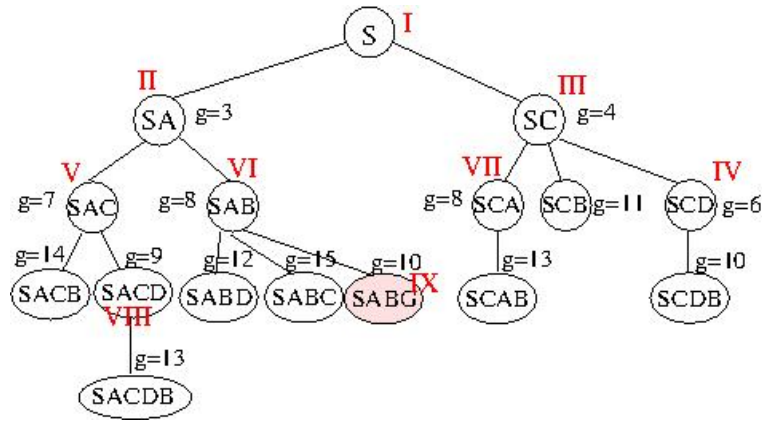 I
S
II
III
SA g=3
SC g=4
V
VI
VII
IV
g=7 SAC
g=8 SAB
g=8 SCA
SCB g=11
SCD g=6
g=14
g=9
g=12
g=15
g=10
g=13
g=10
SACB
SACD
SABD
SABC
SABG
IX
SCAB
SCDB
VIII
g=13
SACDB